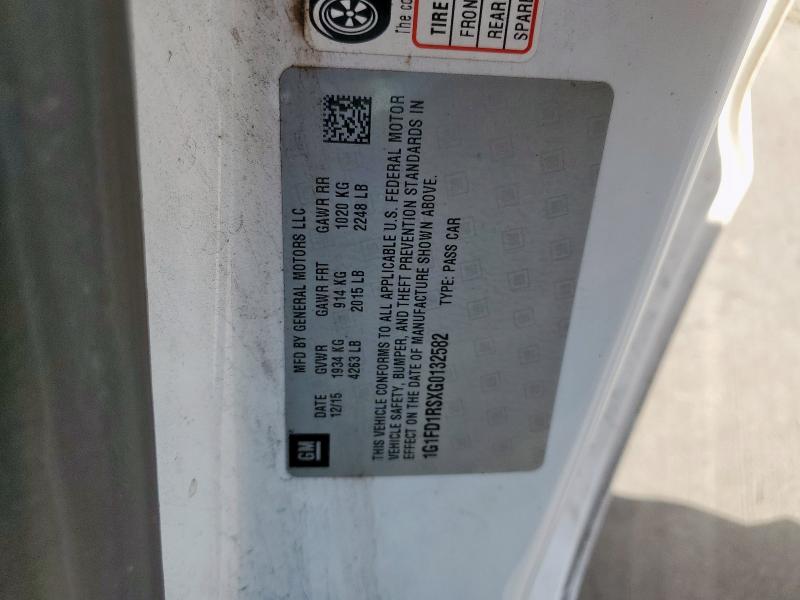 The co
TIRE
FRON
REAR
SPARE
GM
MFD BY GENERAL MOTORS LLC
DATE GVWR GAWR FRT GAWR RR
12/15 1934 KG 914 KG 1020 KG
4263 LB 2015 LB 2248 LB
THIS VEHICLE CONFORMS TO ALL APPLICABLE U.S. FEDERAL MOTOR
VEHICLE SAFETY, BUMPER, AND THEFT PREVENTION STANDARDS IN
EFFECT ON THE DATE OF MANUFACTURE SHOWN ABOVE.
1G1FD1RSXG0132582 TYPE: PASS CAR